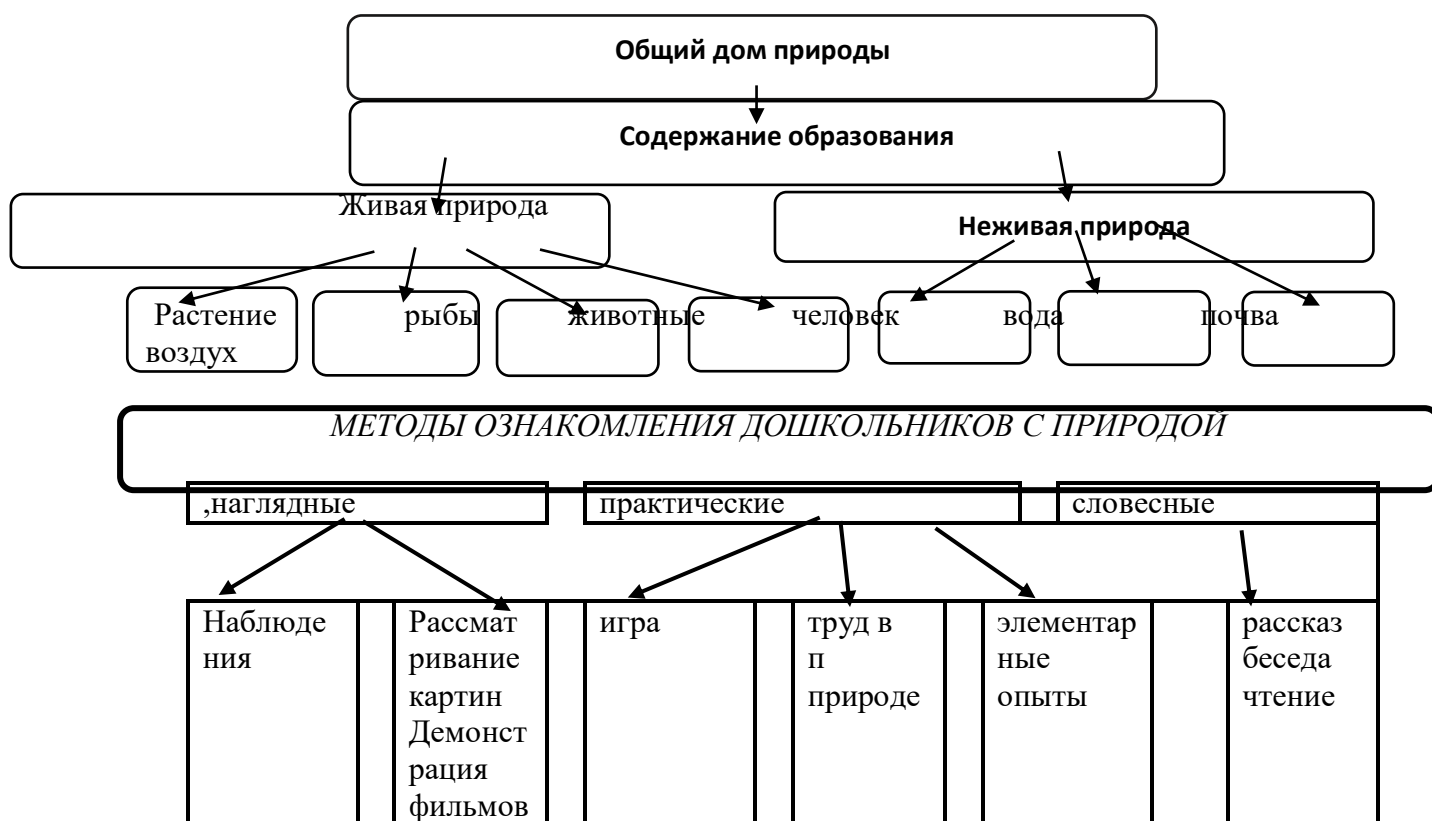 Общий дом природы
Содержание образования
Живая природа
Неживая природа
Растение рыбы животные человек вода почва
воздух
МЕТОДЫ ОЗНАКОМЛЕНИЯ ДОШКОЛЬНИКОВ С ПРИРОДОЙ
,наглядные практические словесные
Наблюде
ния
Рассмат
ривание
картин
Демонст
рация
фильмов
игра
труд в
п
природе
элементар
ные
опыты
рассказ
беседа
чтение